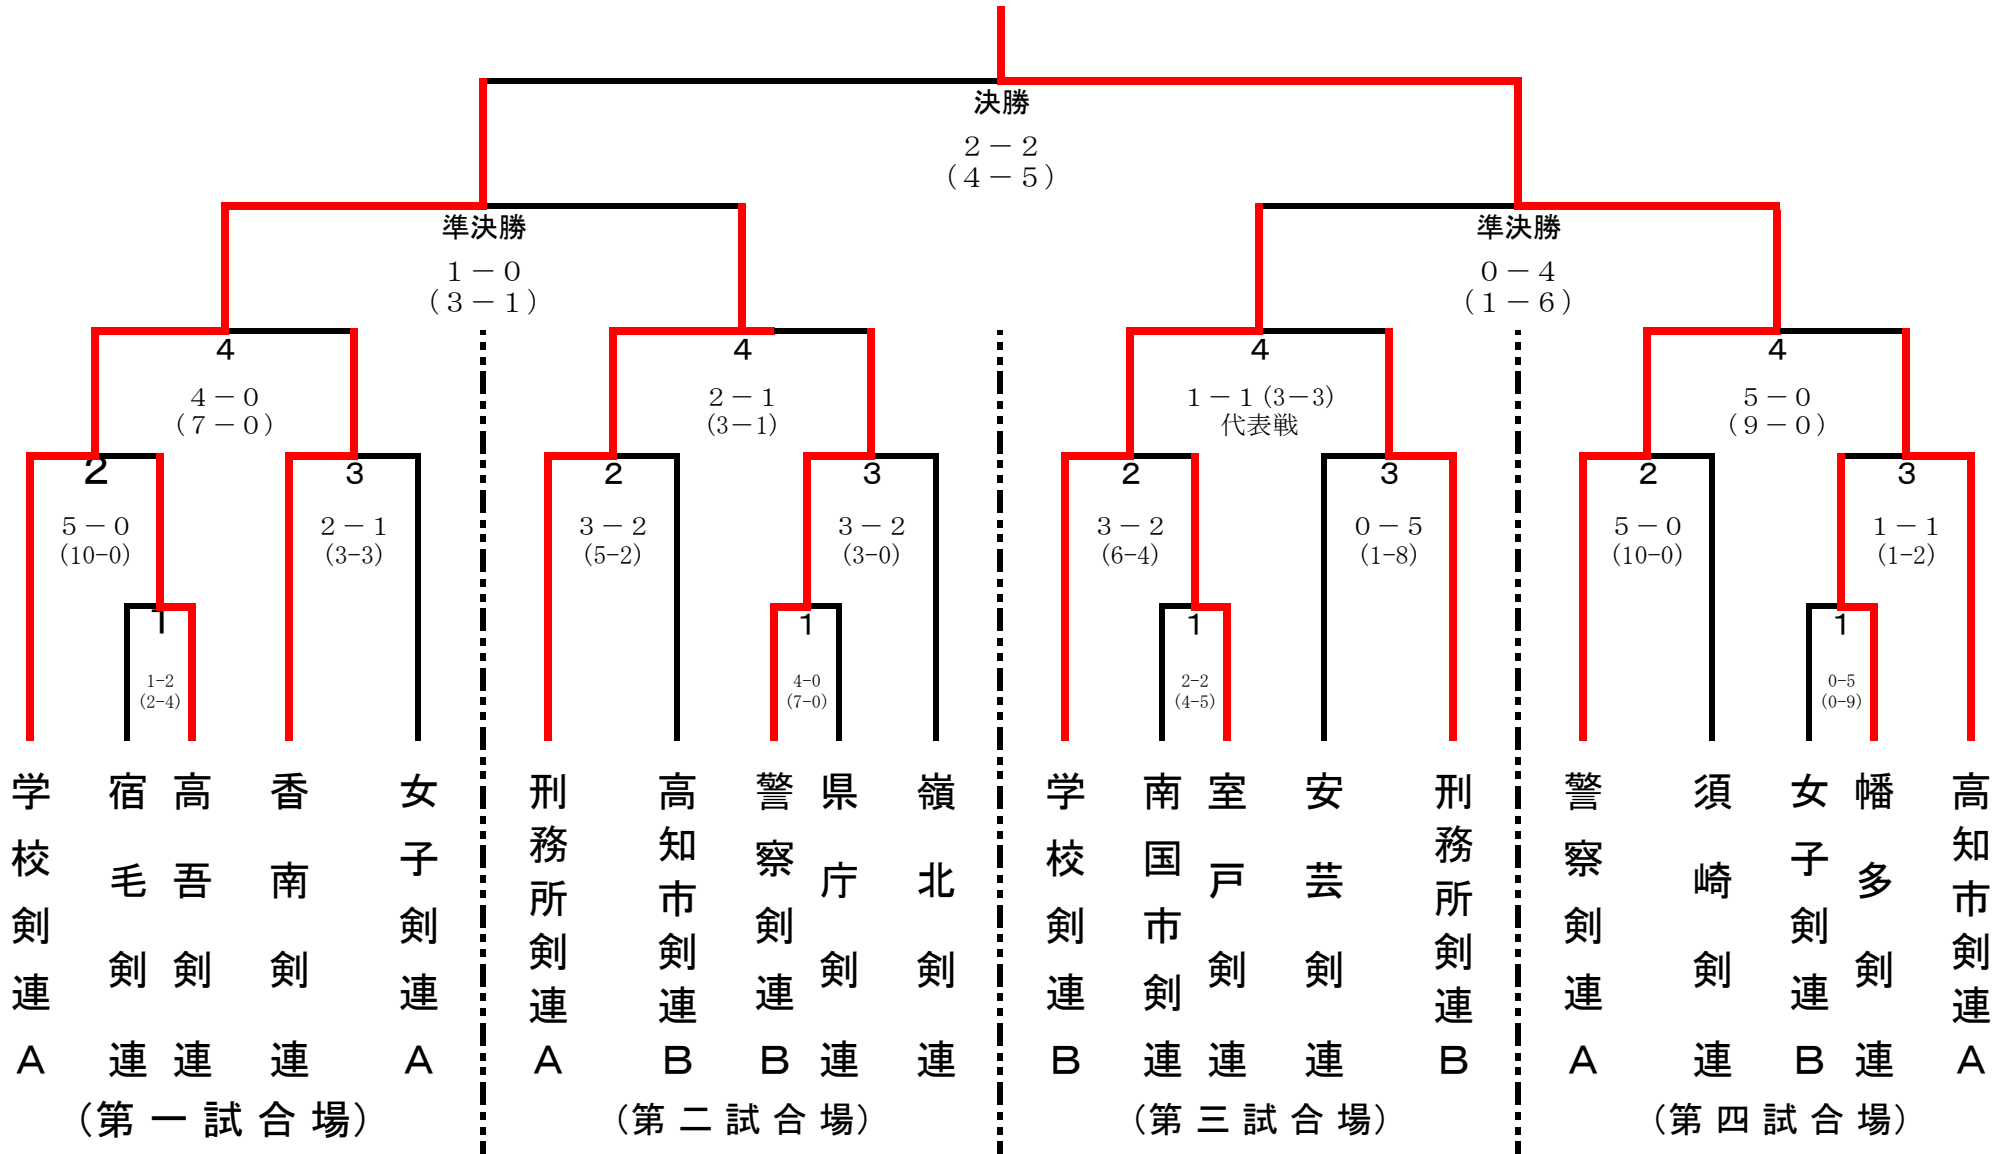 決勝
２－２
（４－５）
準決勝
１－０
（３－１）
準決勝
０－４
（１－６）
4
４－０
（７－０）
4
２－１
（3－1）
4
１－１（3－3）
代表戦
4
５－０
（９－０）
2
５－０
（10-0）
3
２－１
（3-3）
2
３－２
（5-2）
3
３－２
（3-0）
2
３－２
（6-4）
3
０－５
（1-8）
2
５－０
（10-0）
3
１－１
（1-2）
1
1-2
（2-4）
1
4-0
（7-0）
1
2-2
（4-5）
1
0-5
（0-9）
学校剣連Ａ
宿毛剣連
高吾剣連
香南剣連
女子剣連Ａ
刑務所剣連Ａ
高知市剣連Ｂ
警察剣連Ｂ
県庁剣連
嶺北剣連
学校剣連Ｂ
南国市剣連
室戸剣連
安芸剣連
刑務所剣連Ｂ
警察剣連Ａ
須崎剣連
女子剣連Ｂ
幡多剣連
高知市剣連Ａ
（第一試合場）
（第二試合場）
（第三試合場）
（第四試合場）